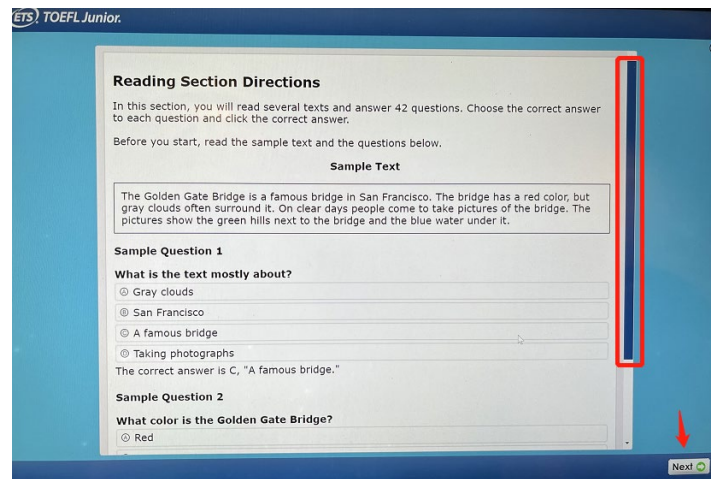 ETS TOEFL Junior.
Reading Section Directions
In this section, you will read several texts and answer 42 questions. Choose the correct answer
to each question and click the correct answer.
Before you start, read the sample text and the questions below.
Sample Text
The Golden Gate Bridge is a famous bridge in San Francisco. The bridge has a red color, but
gray clouds often surround it. On clear days people come to take pictures of the bridge. The
pictures show the green hills next to the bridge and the blue water under it.
Sample Question 1
What is the text mostly about?
A Gray clouds
B San Francisco
C A famous bridge
D Taking photographs
The correct answer is C, "A famous bridge."
Sample Question 2
What color is the Golden Gate Bridge?
A Red
Next